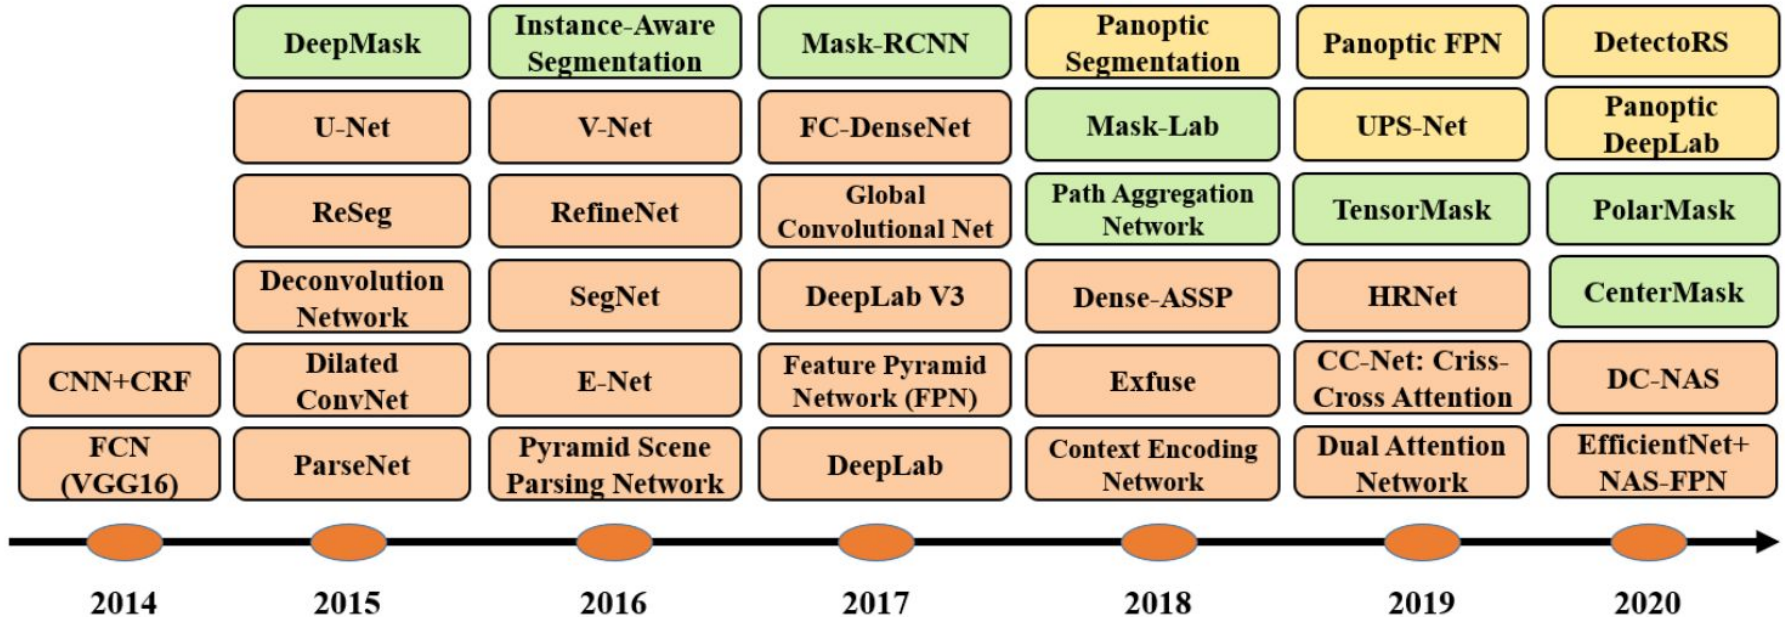 DeepMask
Instance-Aware
Segmentation
Mask-RCNN
Panoptic
Segmentation
Panoptic FPN
DetectoRS
U-Net
V-Net
FC-DenseNet
Mask-Lab
UPS-Net
Panoptic
DeepLab
ReSeg
RefineNet
Global
Convolutional Net
Path Aggregation
Network
TensorMask
PolarMask
Deconvolution
Network
SegNet
DeepLab V3
Dense-ASSP
HRNet
CenterMask
CNN+CRF
Dilated
ConvNet
E-Net
Feature Pyramid
Network (FPN)
Exfuse
CC-Net: Criss-
Cross Attention
DC-NAS
FCN
(VGG16)
ParseNet
Pyramid Scene
Parsing Network
DeepLab
Context Encoding
Network
Dual Attention
Network
EfficientNet+
NAS-FPN
2014
2015
2016
2017
2018
2019
2020